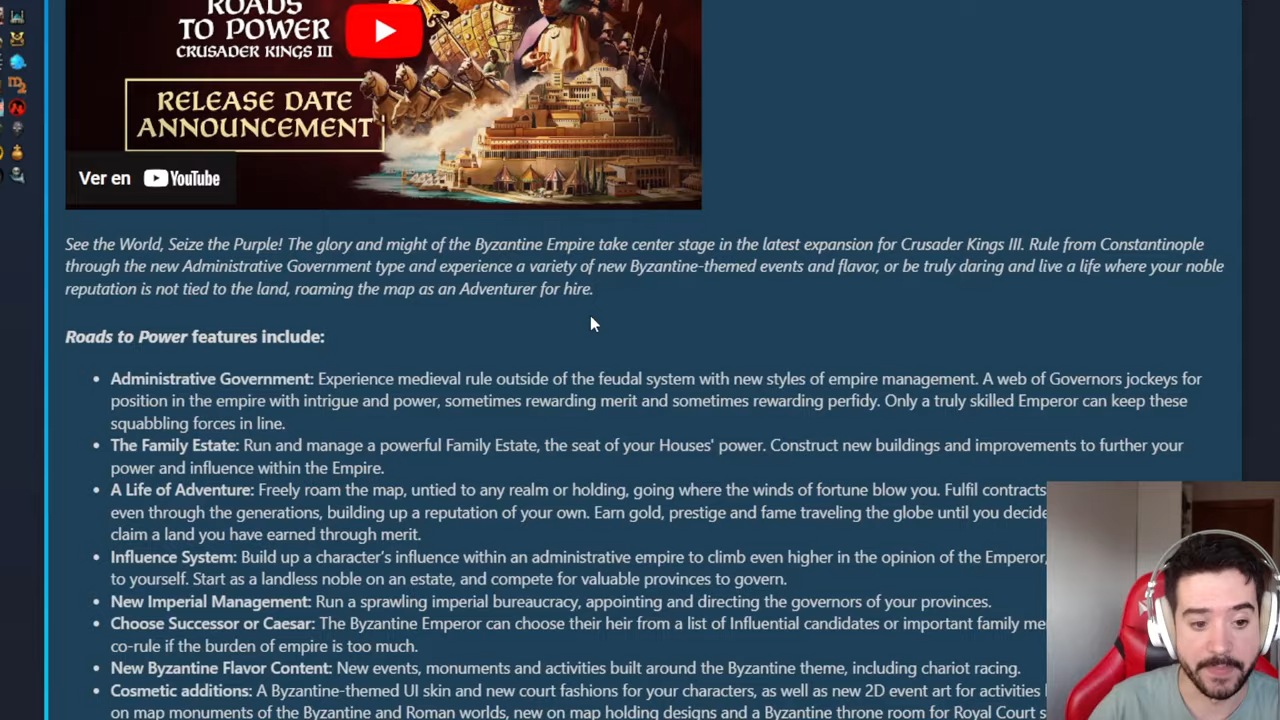 ROADS
TO POWER
CRUSADER KINGS III
RELEASE DATE
ANNOUNCEMENT
Ver en YouTube
See the World, Seize the Purple! The glory and might of the Byzantine Empire take center stage in the latest expansion for Crusader Kings III. Rule from Constantinople
through the new Administrative Government type and experience a variety of new Byzantine-themed events and flavor, or be truly daring and live a life where your noble
reputation is not tied to the land, roaming the map as an Adventurer for hire.
Roads to Power features include:
• Administrative Government: Experience medieval rule outside of the feudal system with new styles of empire management. A web of Governors jockeys for
position in the empire with intrigue and power, sometimes rewarding merit and sometimes rewarding perfidy. Only a truly skilled Emperor can keep these
squabbling forces in line.
• The Family Estate: Run and manage a powerful Family Estate, the seat of your Houses' power. Construct new buildings and improvements to further your
power and influence within the Empire.
• A Life of Adventure: Freely roam the map, untied to any realm or holding, going where the winds of fortune blow you. Fulfil contracts
even through the generations, building up a reputation of your own. Earn gold, prestige and fame traveling the globe until you decide
claim a land you have earned through merit.
• Influence System: Build up a character's influence within an administrative empire to climb even higher in the opinion of the Emperor,
to yourself. Start as a landless noble on an estate, and compete for valuable provinces to govern.
• New Imperial Management: Run a sprawling imperial bureaucracy, appointing and directing the governors of your provinces.
• Choose Successor or Caesar: The Byzantine Emperor can choose their heir from a list of Influential candidates or important family me
co-rule if the burden of empire is too much.
• New Byzantine Flavor Content: New events, monuments and activities built around the Byzantine theme, including chariot racing.
• Cosmetic additions: A Byzantine-themed UI skin and new court fashions for your characters, as well as new 2D event art for activities
on map monuments of the Byzantine and Roman worlds, new on map holding designs and a Byzantine throne room for Royal Court